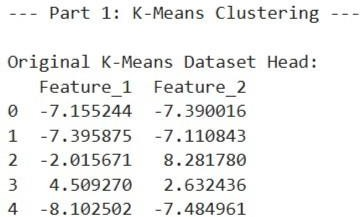 --- Part 1: K-Means Clustering ---
Original K-Means Dataset Head:
   Feature_1  Feature_2
0  -7.155244  -7.390016
1  -7.395875  -7.110843
2  -2.015671   8.281780
3   4.509270   2.632436
4  -8.102502  -7.484961